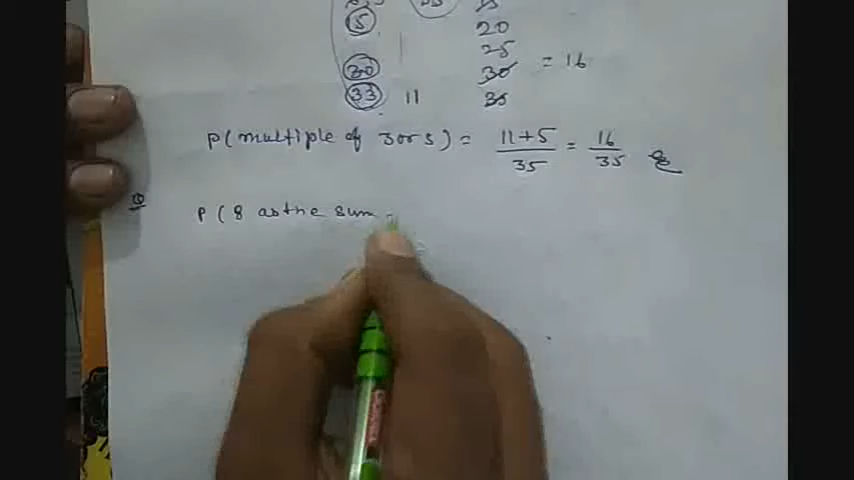 5
20
25
30
30 = 16
33 11 35
P(multiple of 3 or 5) = 11+5/35 = 16/35
P(8 as the sum